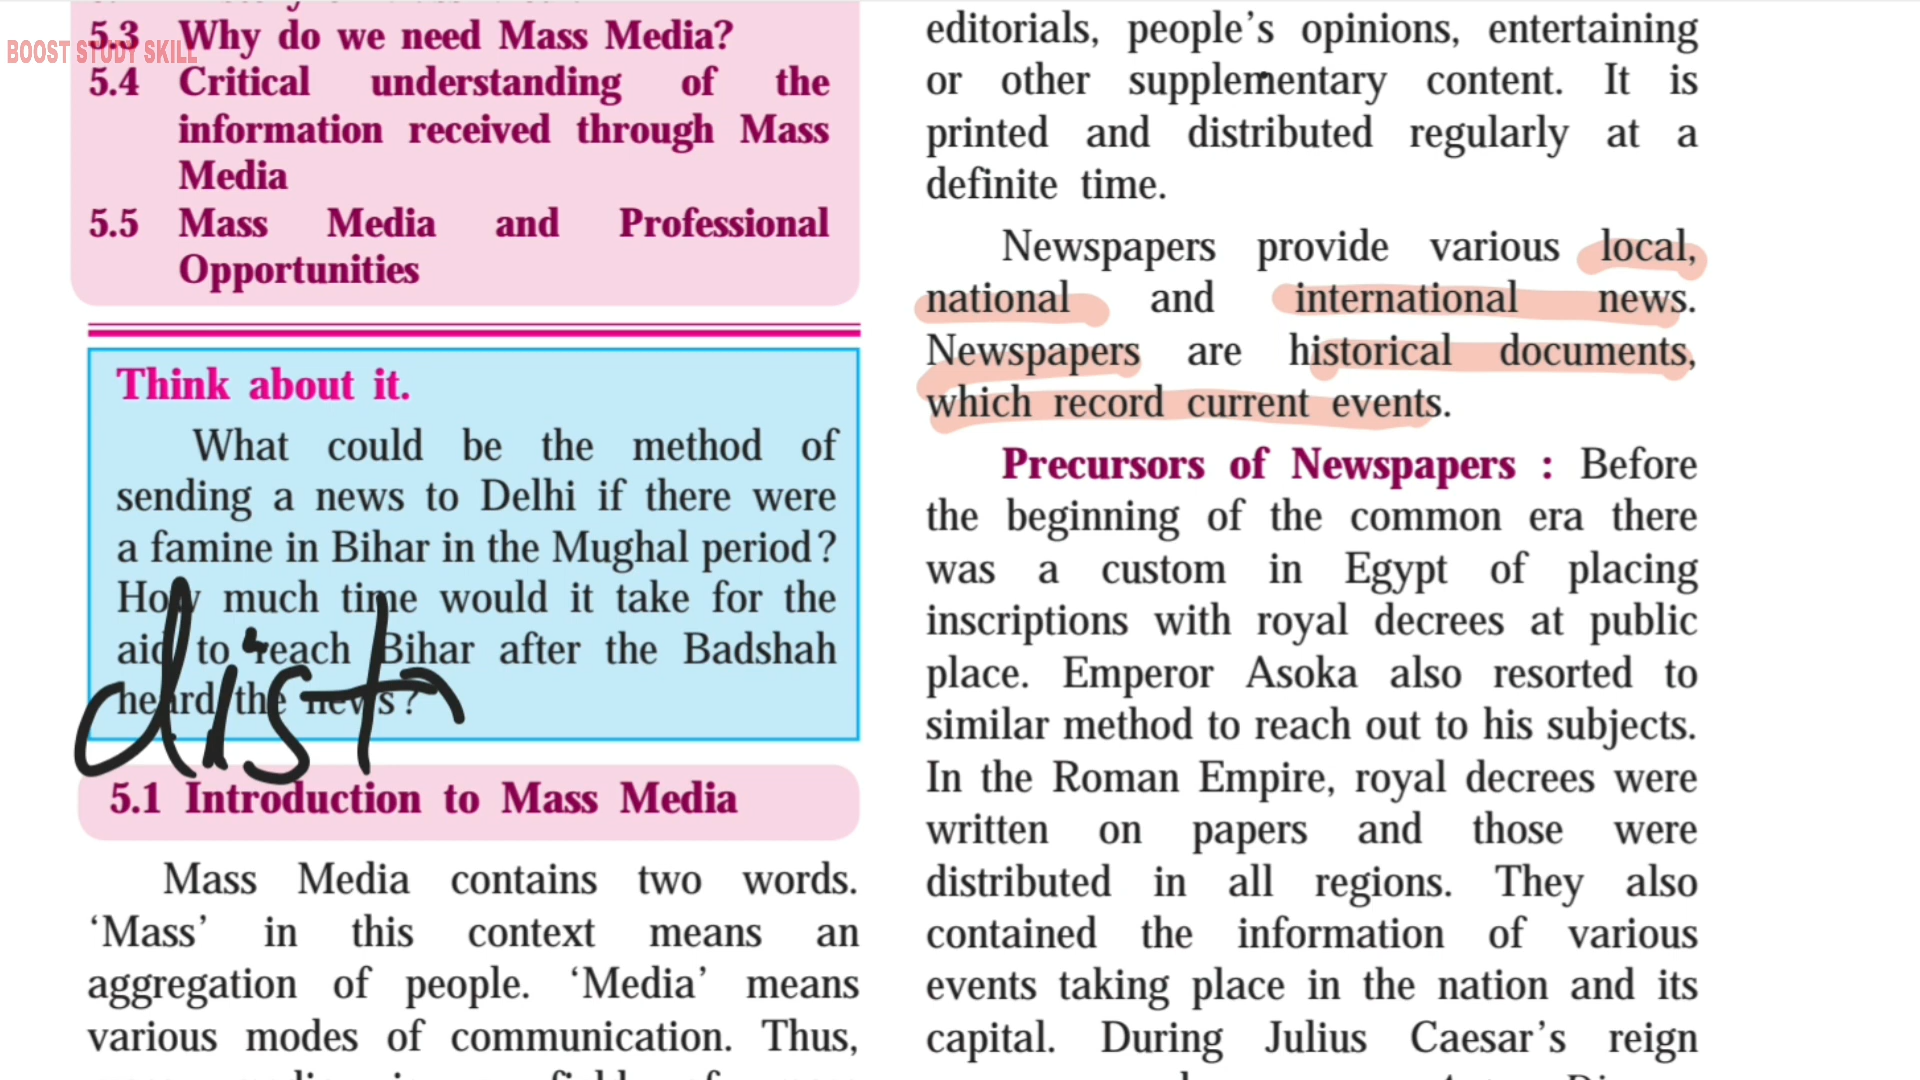 BOOST STUDY SKILL
5.3 Why do we need Mass Media?
5.4 Critical understanding of the
information received through Mass
Media
5.5 Mass Media and Professional
Opportunities
Think about it.
What could be the method of
sending a news to Delhi if there were
a famine in Bihar in the Mughal period?
How much time would it take for the
aid to reach Bihar after the Badshah
heard the news?
dist
5.1 Introduction to Mass Media
Mass Media contains two words.
‘Mass’ in this context means an
aggregation of people. ‘Media’ means
various modes of communication. Thus,
editorials, people’s opinions, entertaining
or other supplementary content. It is
printed and distributed regularly at a
definite time.
Newspapers provide various local,
national and international news.
Newspapers are historical documents,
which record current events.
Precursors of Newspapers : Before
the beginning of the common era there
was a custom in Egypt of placing
inscriptions with royal decrees at public
place. Emperor Asoka also resorted to
similar method to reach out to his subjects.
In the Roman Empire, royal decrees were
written on papers and those were
distributed in all regions. They also
contained the information of various
events taking place in the nation and its
capital. During Julius Caesar’s reign